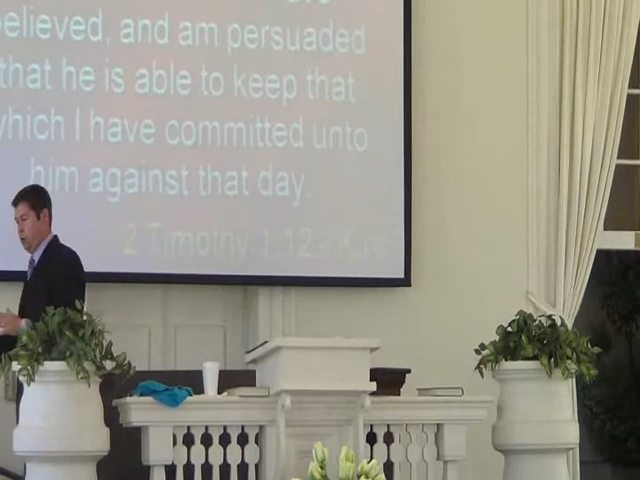 believed, and am persuaded
that he is able to keep that
which I have committed unto
him against that day.
2 Timothy 1:12